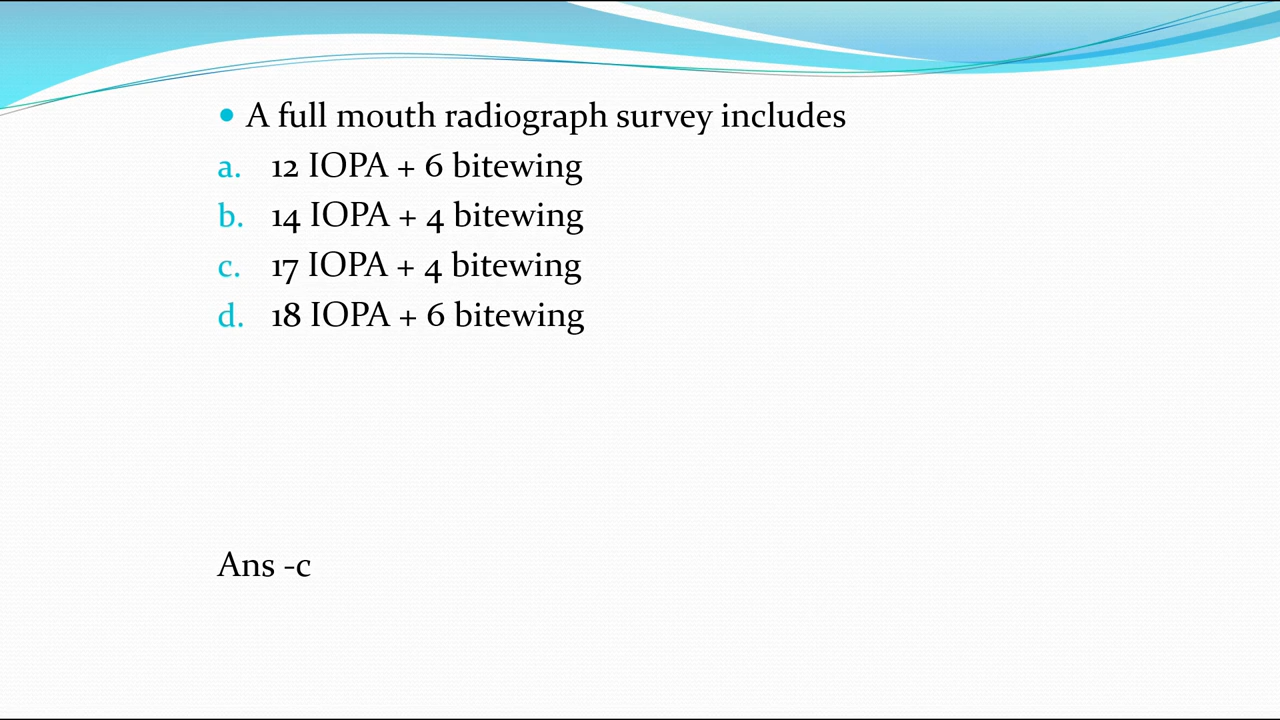 • A full mouth radiograph survey includes
a. 12 IOPA + 6 bitewing
b. 14 IOPA + 4 bitewing
c. 17 IOPA + 4 bitewing
d. 18 IOPA + 6 bitewing
Ans -c